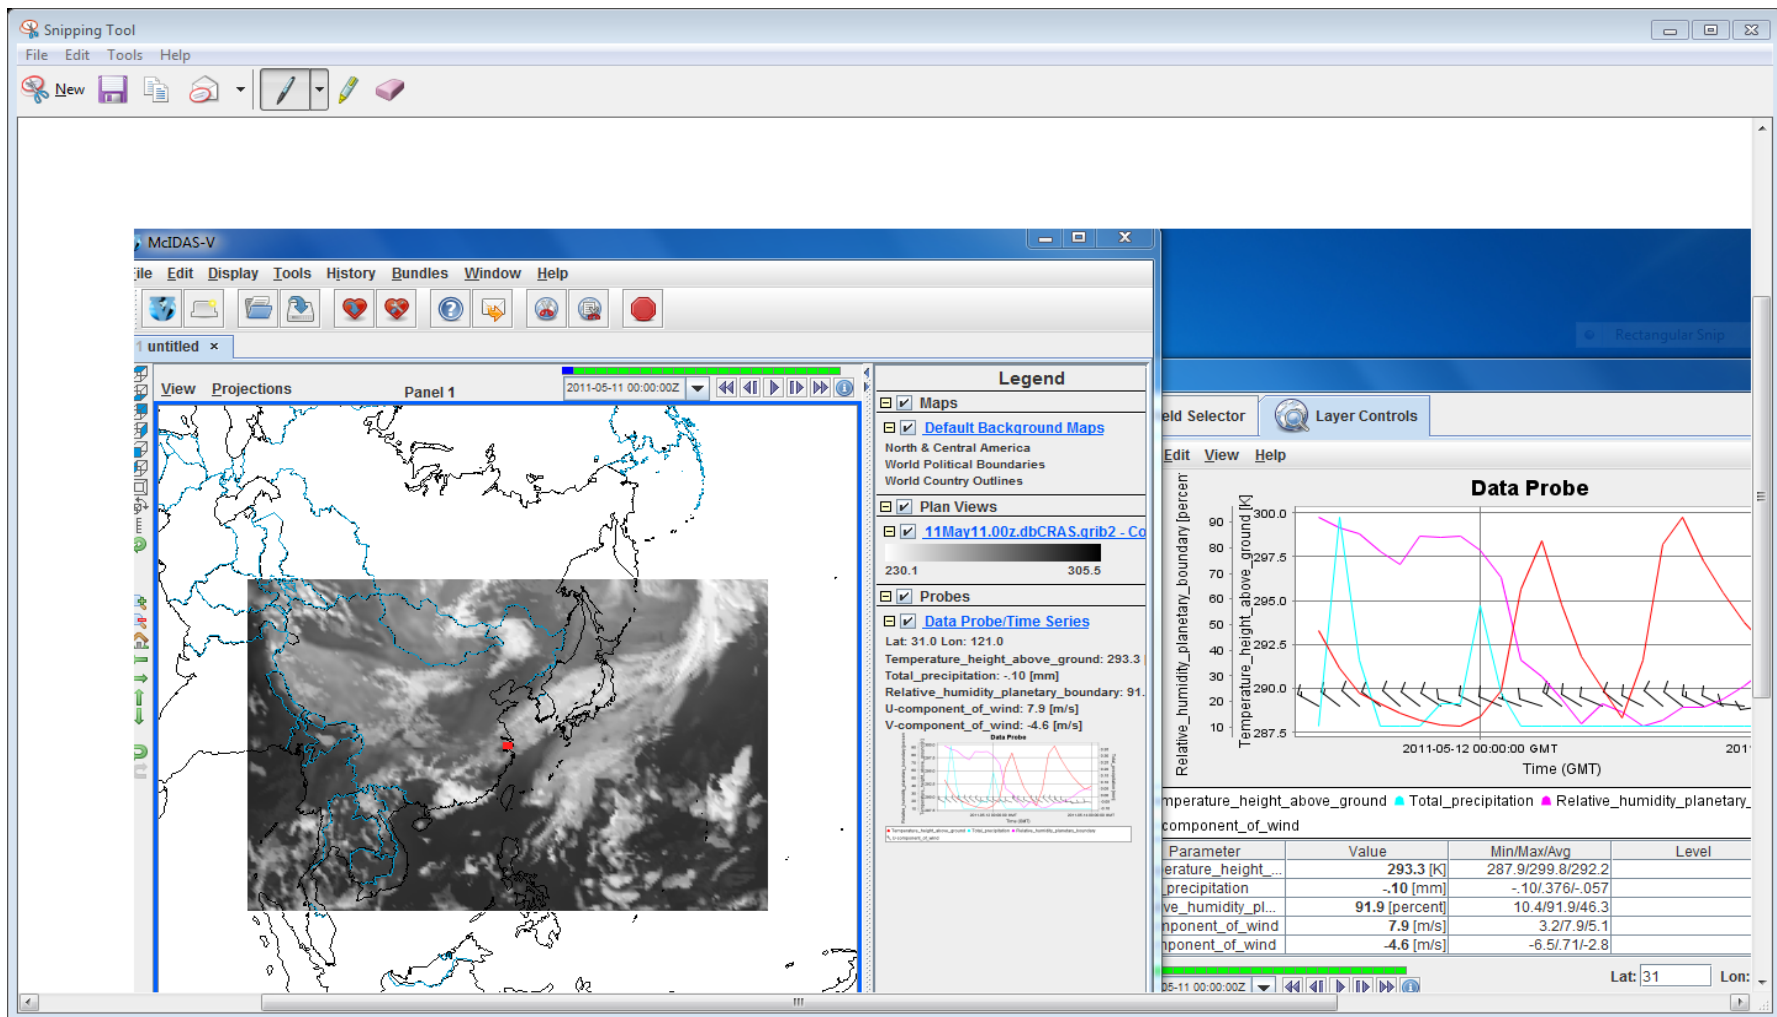 Snipping Tool
File Edit Tools Help
New
McIDAS-V
ile Edit Display Tools History Bundles Window Help
Rectangular Snip
1 untitled ×
View Projections Panel 1 2011-05-11 00:00:00Z
Legend
Maps
Default Background Maps
North & Central America
World Political Boundaries
World Country Outlines
Plan Views
11May11.00z.dbCRAS.grib2 - Co
230.1 305.5
Probes
Data Probe/Time Series
Lat: 31.0 Lon: 121.0
Temperature_height_above_ground: 293.3
Total_precipitation: -.10 [mm]
Relative_humidity_planetary_boundary: 91.
U-component_of_wind: 7.9 [m/s]
V-component_of_wind: -4.6 [m/s]
Data Probe
eld Selector Layer Controls
Edit View Help
Data Probe
Relative_humidity_planetary_boundary [percen
90
80
70
60
50
40
30
20
10
Temperature_height_above_ground [K]
300.0
297.5
295.0
292.5
290.0
287.5
2011-05-12 00:00:00 GMT 201
Time (GMT)
mperature_height_above_ground Total_precipitation Relative_humidity_planetary_
component_of_wind
Parameter Value Min/Max/Avg Level
erature_height_... 293.3 [K] 287.9/299.8/292.2
_precipitation -.10 [mm] -.10/.376/-.057
ve_humidity_pl... 91.9 [percent] 10.4/91.9/46.3
mponent_of_wind 7.9 [m/s] 3.2/7.9/5.1
nponent_of_wind -4.6 [m/s] -6.5/.71/-2.8
05-11 00:00:00Z
Lat: 31 Lon: